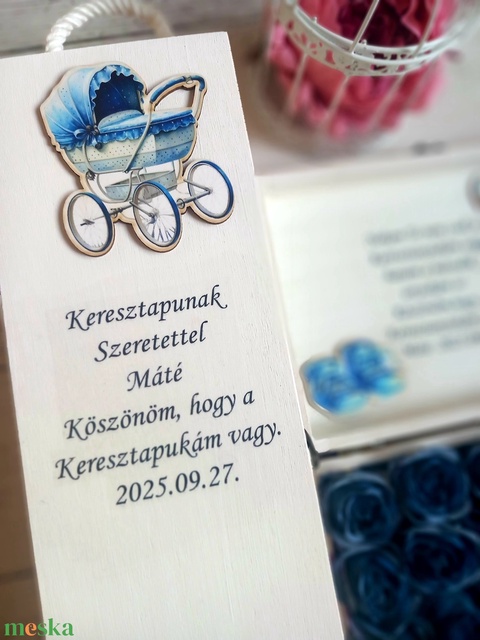 Keresztapunak
Szeretettel
Máté
Köszönöm, hogy a
Keresztapukám vagy.
2025.09.27.
meska